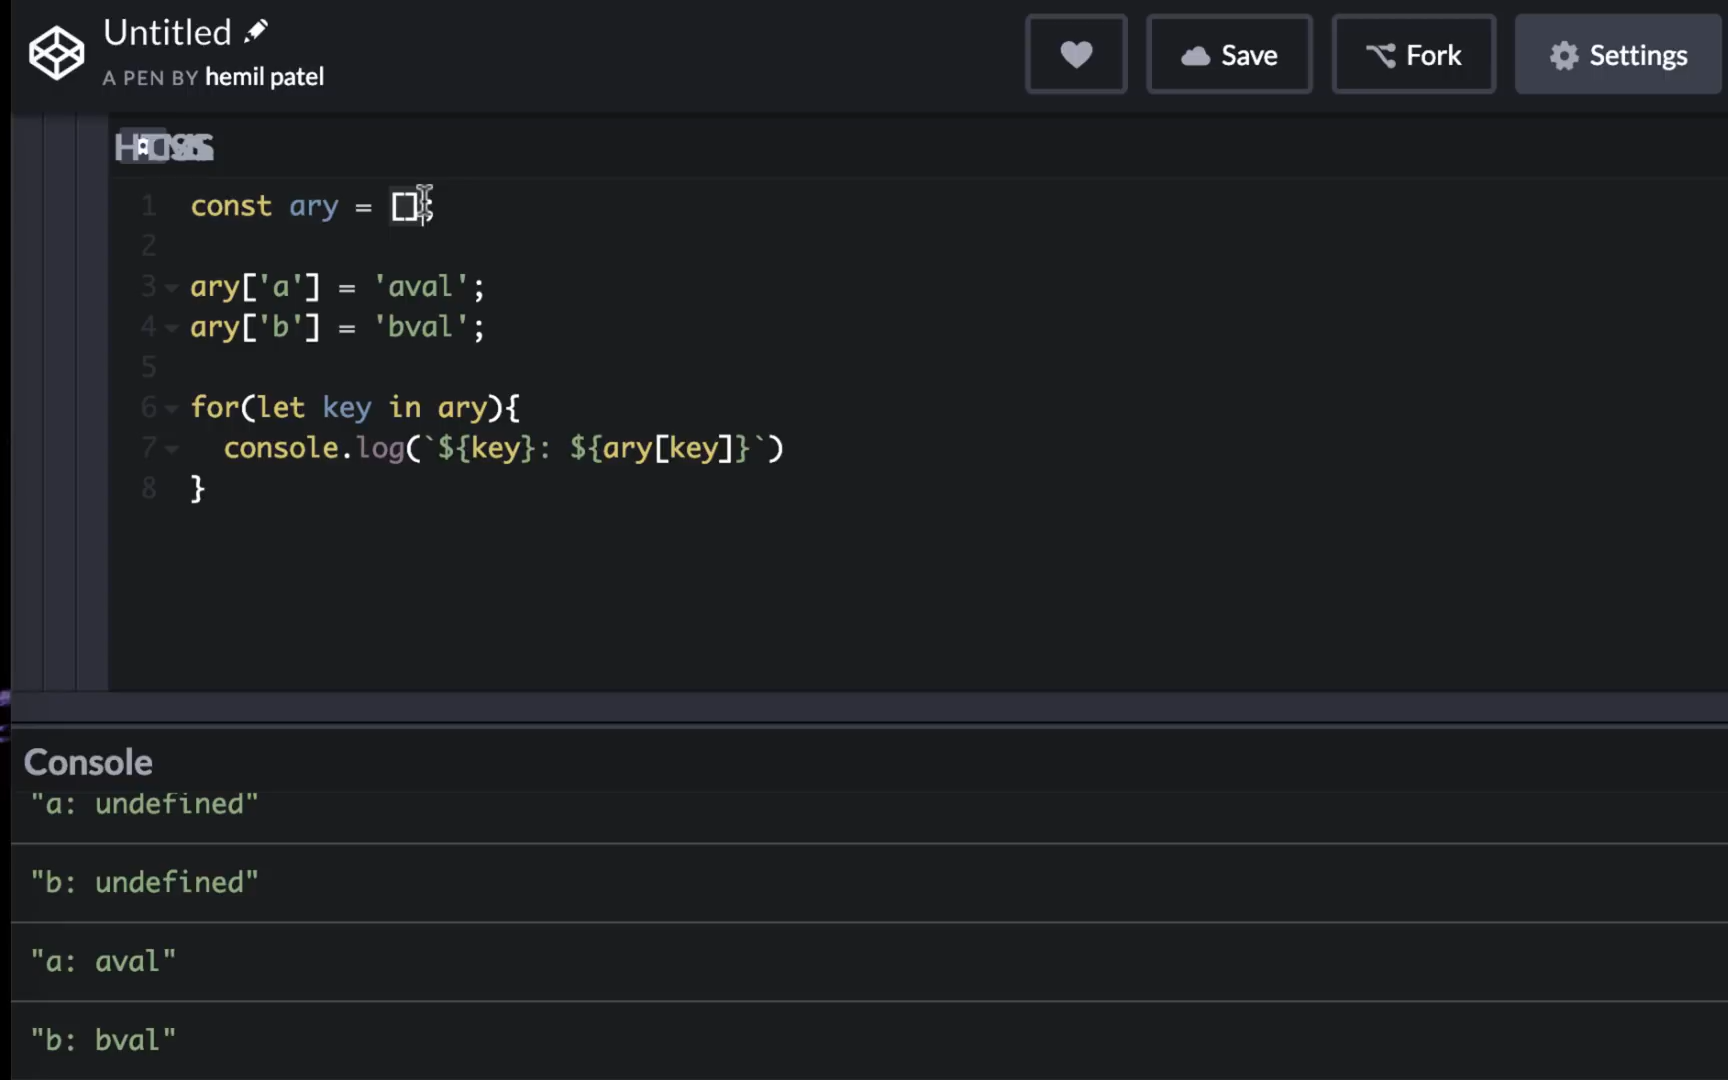 Untitled
A PEN BY hemil patel
Save
Fork
Settings
1 const ary = [];
2
3 ary['a'] = 'aval';
4 ary['b'] = 'bval';
5
6 for(let key in ary){
7 console.log(`${key}: ${ary[key]}`)
8 }
Console
"a: undefined"
"b: undefined"
"a: aval"
"b: bval"